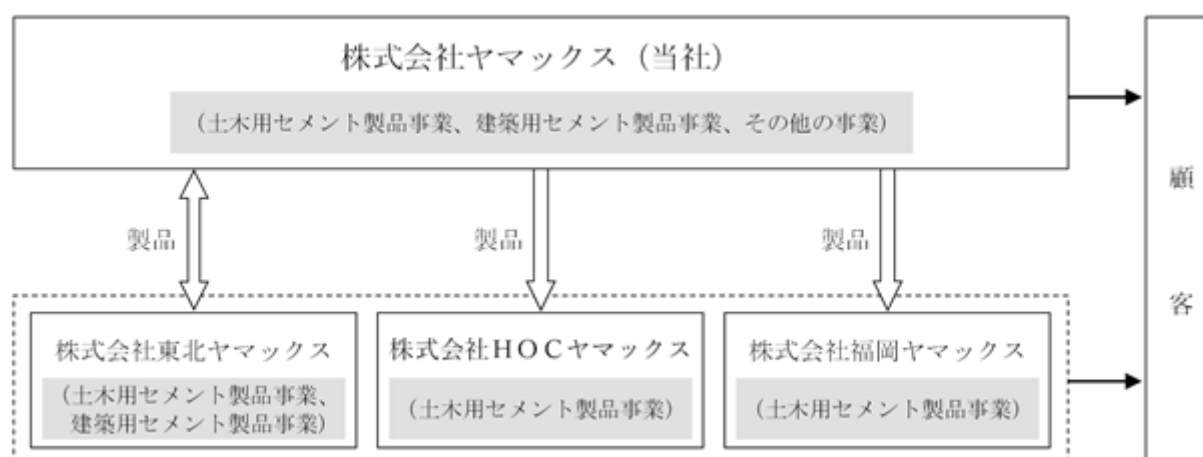 株式会社ヤマックス（当社）
（土木用セメント製品事業、建築用セメント製品事業、その他の事業）
顧
客
製品
製品
製品
株式会社東北ヤマックス
（土木用セメント製品事業、
建築用セメント製品事業）
株式会社ＨＯＣヤマックス
（土木用セメント製品事業）
株式会社福岡ヤマックス
（土木用セメント製品事業）